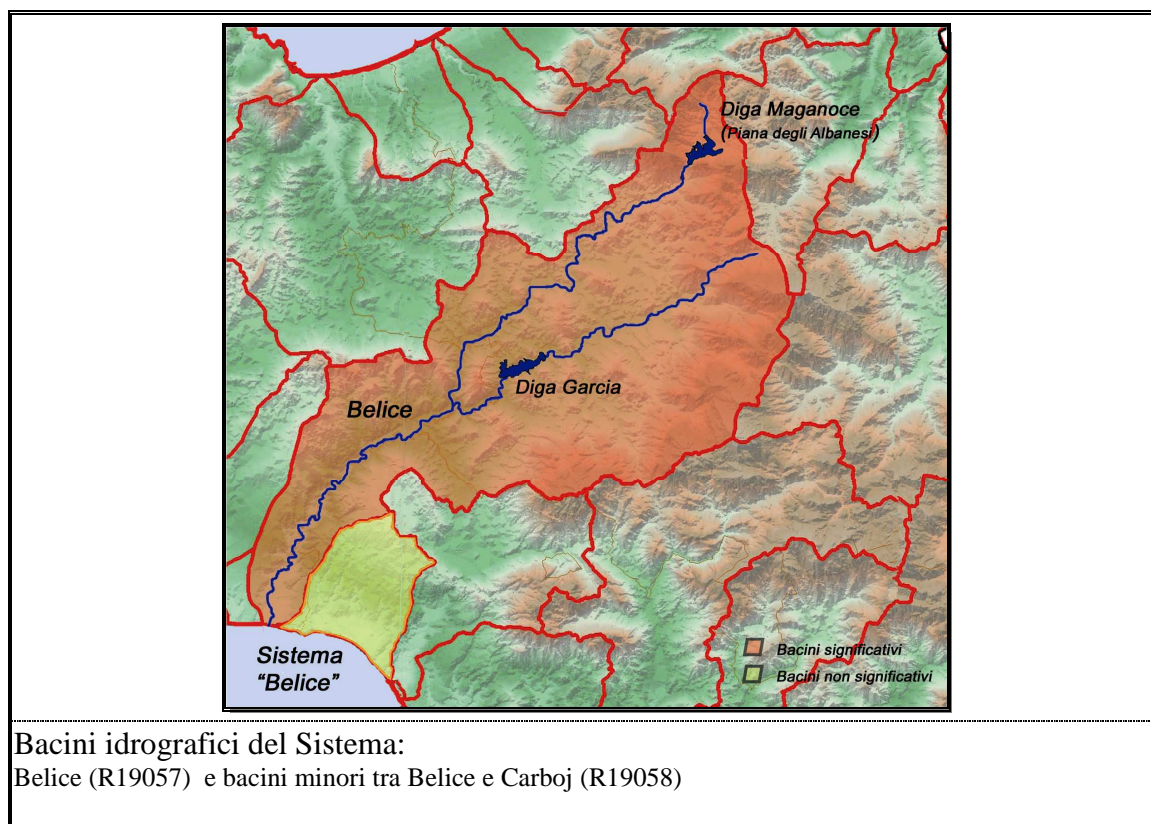 Diga Maganoce
(Piana degli Albanesi)
Diga Garcia
Belice
Sistema
"Belice"
Bacini significativi
Bacini non significativi
Bacini idrografici del Sistema:
Belice (R19057) e bacini minori tra Belice e Carboj (R19058)